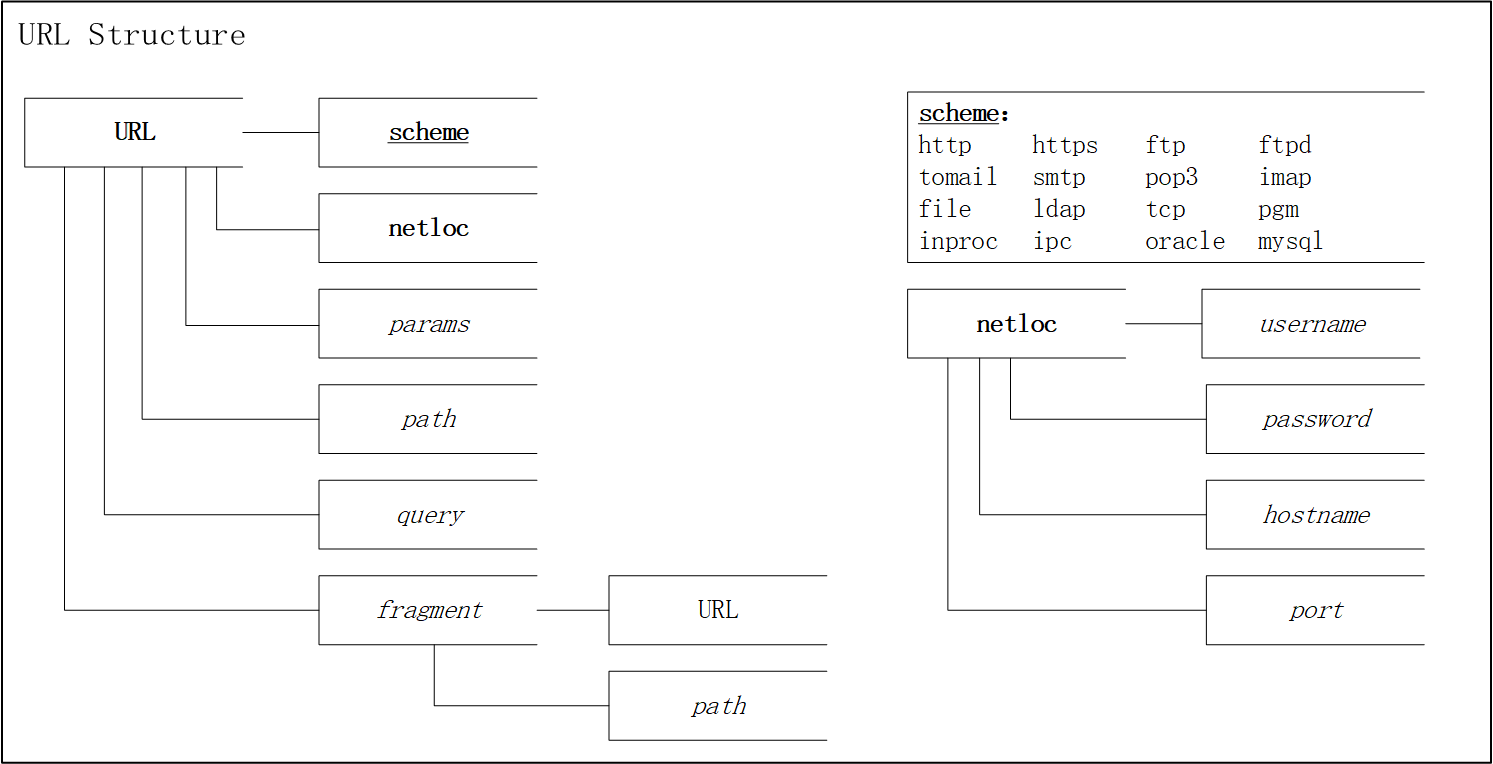 URL Structure
URL
scheme
netloc
params
path
query
fragment
URL
path
scheme：
http https ftp ftpd
tomail smtp pop3 imap
file ldap tcp pgm
inproc ipc oracle mysql
netloc
username
password
hostname
port